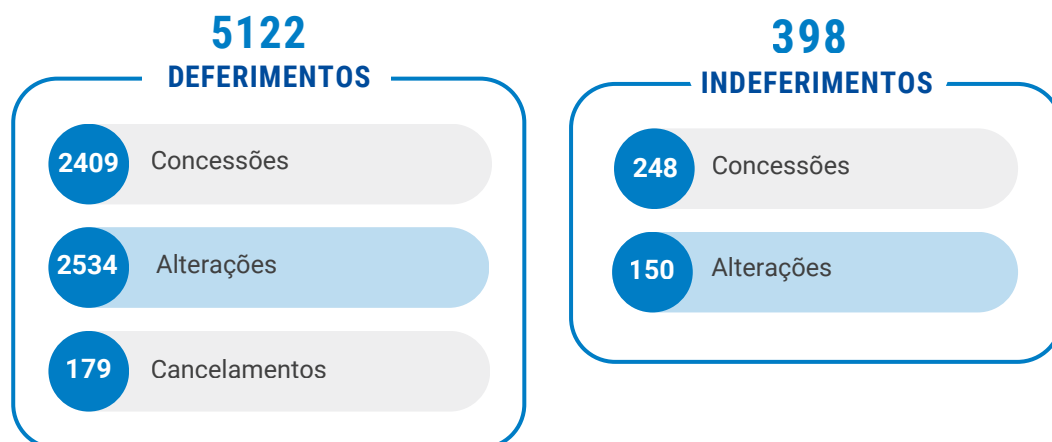 5122
DEFERIMENTOS
2409 Concessões
2534 Alterações
179 Cancelamentos
398
INDEFERIMENTOS
248 Concessões
150 Alterações